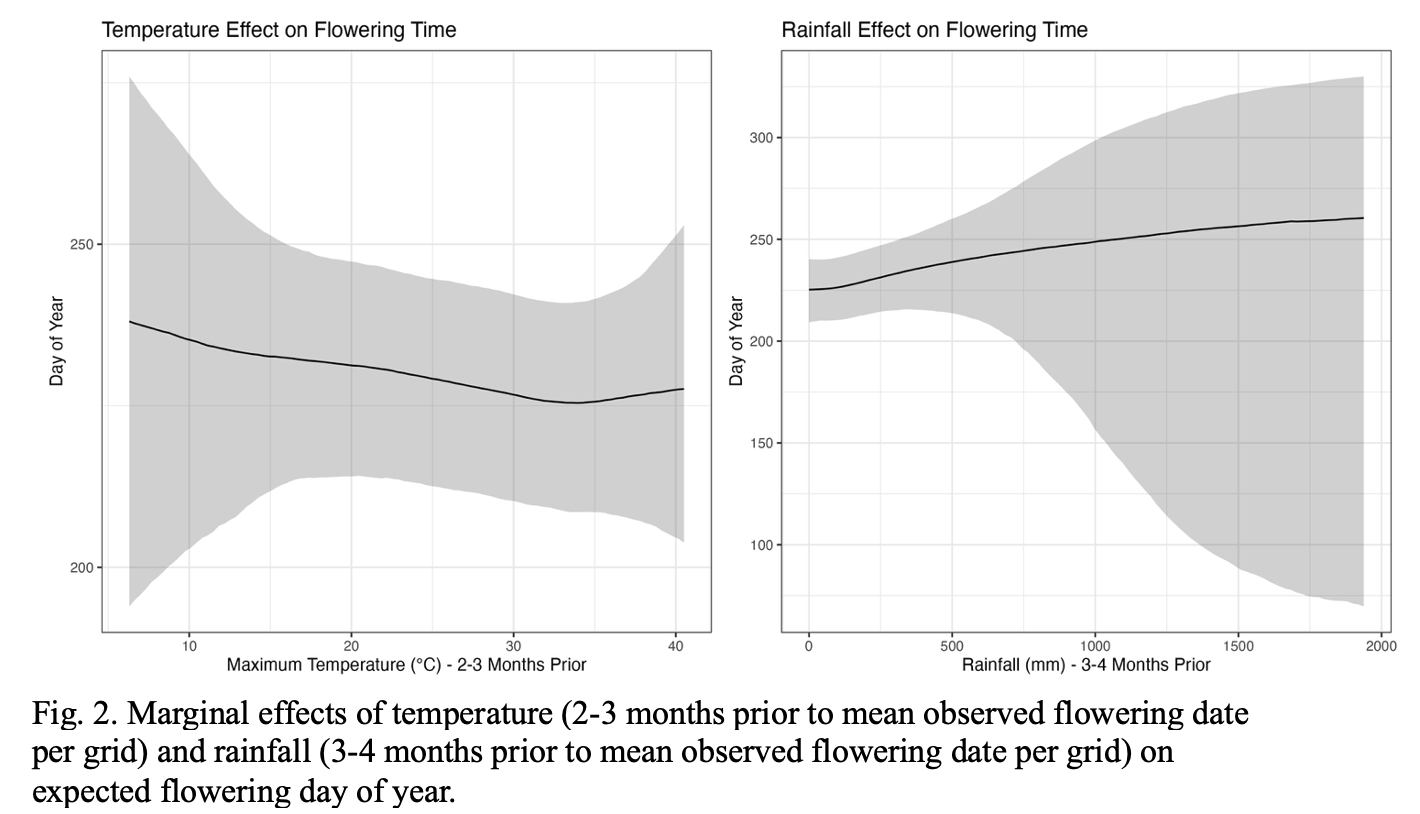 Temperature Effect on Flowering Time
250
200
Day of Year
10 20 30 40
Maximum Temperature (°C) - 2-3 Months Prior
Rainfall Effect on Flowering Time
300
250
200
150
100
Day of Year
0 500 1000 1500 2000
Rainfall (mm) - 3-4 Months Prior
Fig. 2. Marginal effects of temperature (2-3 months prior to mean observed flowering date
per grid) and rainfall (3-4 months prior to mean observed flowering date per grid) on
expected flowering day of year.